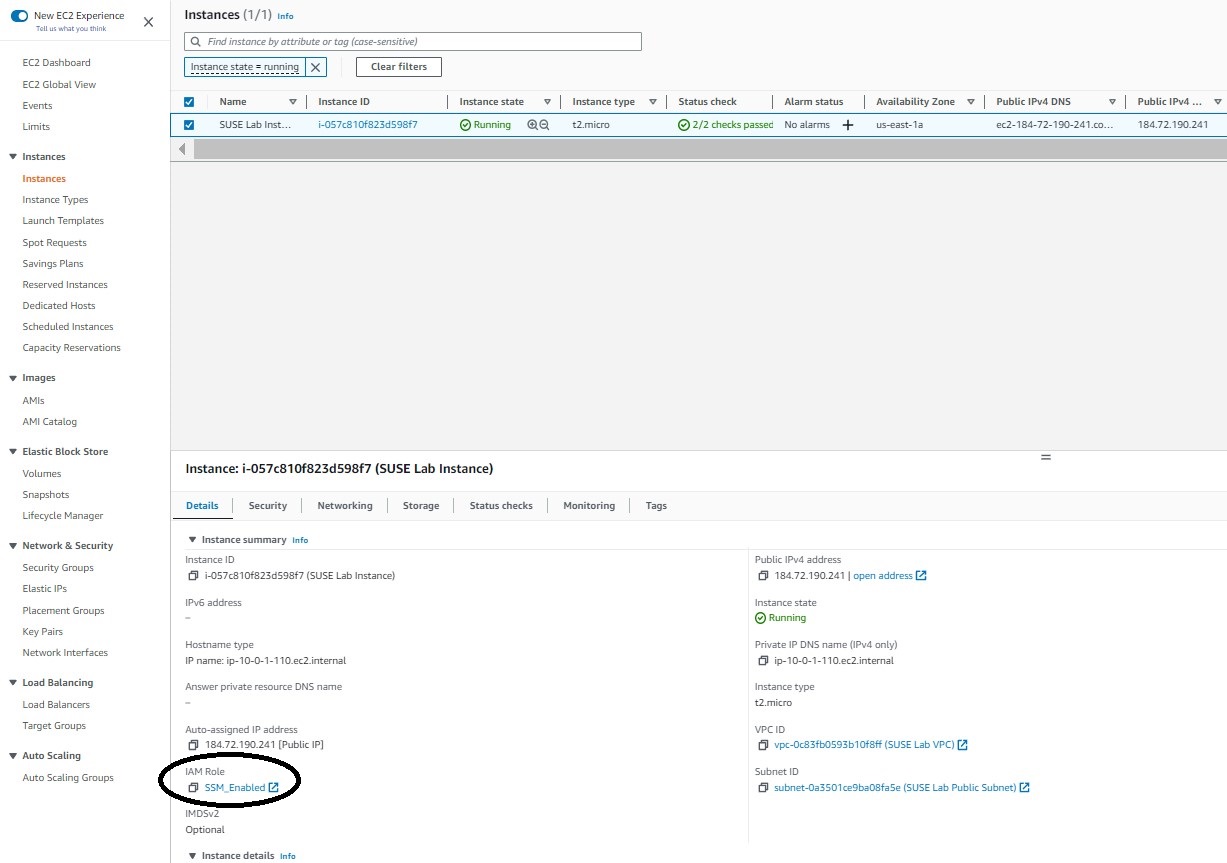 New EC2 Experience
Tell us what you think
EC2 Dashboard
EC2 Global View
Events
Limits
Instances
Instances
Instance Types
Launch Templates
Spot Requests
Savings Plans
Reserved Instances
Dedicated Hosts
Scheduled Instances
Capacity Reservations
Images
AMIs
AMI Catalog
Elastic Block Store
Volumes
Snapshots
Lifecycle Manager
Network & Security
Security Groups
Elastic IPs
Placement Groups
Key Pairs
Network Interfaces
Load Balancing
Load Balancers
Target Groups
Auto Scaling
Auto Scaling Groups
Instances (1/1) Info
Find instance by attribute or tag (case-sensitive)
Instance state = running Clear filters
Name Instance ID Instance state Instance type Status check Alarm status Availability Zone Public IPv4 DNS Public IPv4 ...
SUSE Lab Inst... i-057c810f823d598f7 Running t2.micro 2/2 checks passed No alarms + us-east-1a ec2-184-72-190-241.co... 184.72.190.241
Instance: i-057c810f823d598f7 (SUSE Lab Instance)
Details Security Networking Storage Status checks Monitoring Tags
Instance summary Info
Instance ID
i-057c810f823d598f7 (SUSE Lab Instance)
IPv6 address
–
Hostname type
IP name: ip-10-0-1-110.ec2.internal
Answer private resource DNS name
–
Auto-assigned IP address
184.72.190.241 [Public IP]
IAM Role
SSM_Enabled
IMDSv2
Optional
Public IPv4 address
184.72.190.241 | open address
Instance state
Running
Private IP DNS name (IPv4 only)
ip-10-0-1-110.ec2.internal
Instance type
t2.micro
VPC ID
vpc-0c83fb0593b10f8ff (SUSE Lab VPC)
Subnet ID
subnet-0a3501ce9ba08fa5e (SUSE Lab Public Subnet)
Instance details Info